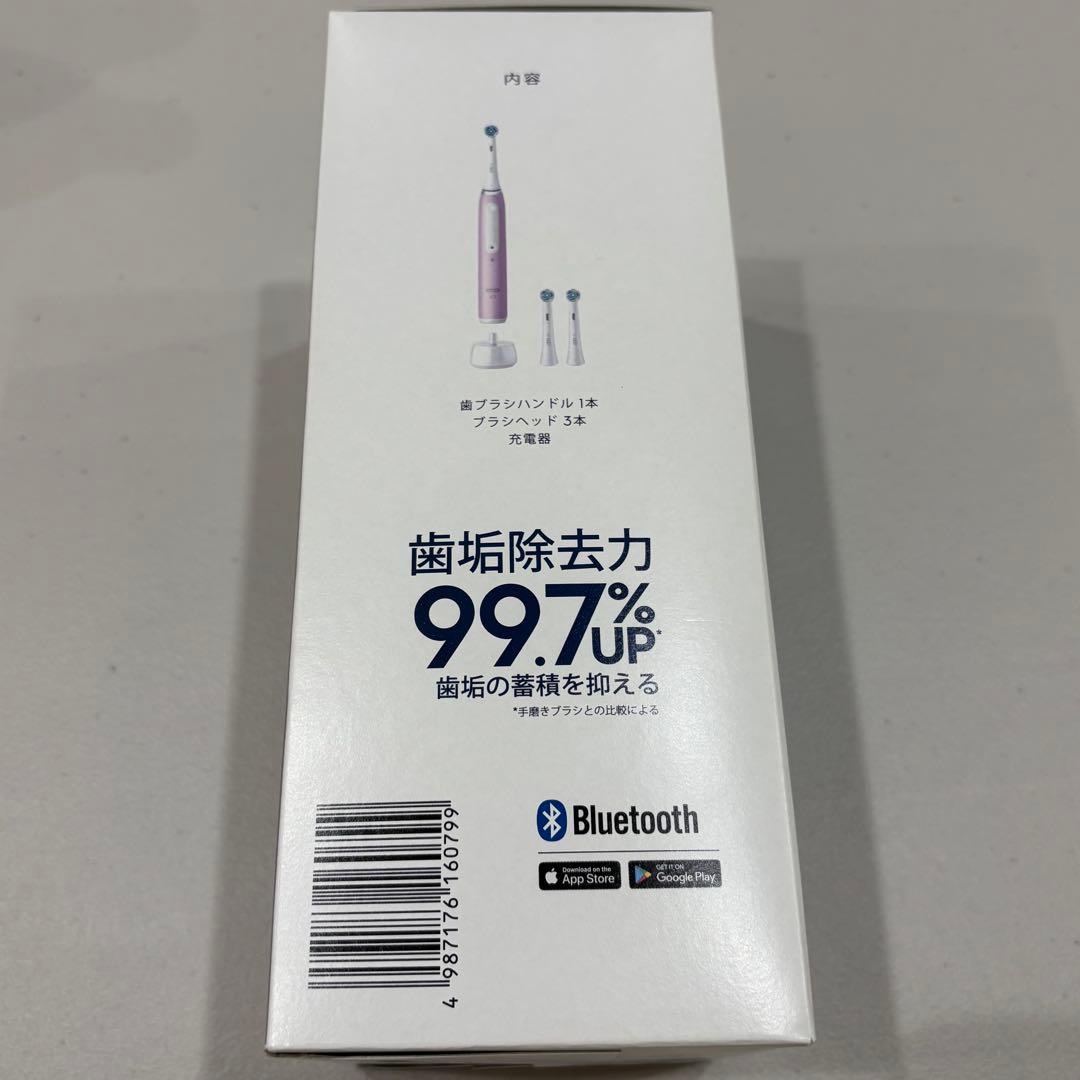 内容
歯ブラシハンドル 1本
ブラシヘッド 3本
充電器
歯垢除去力
99.7%UP*
歯垢の蓄積を抑える
*手磨きブラシとの比較による
Bluetooth
Download on the
App Store
GET IT ON
Google Play
4 987176 160799